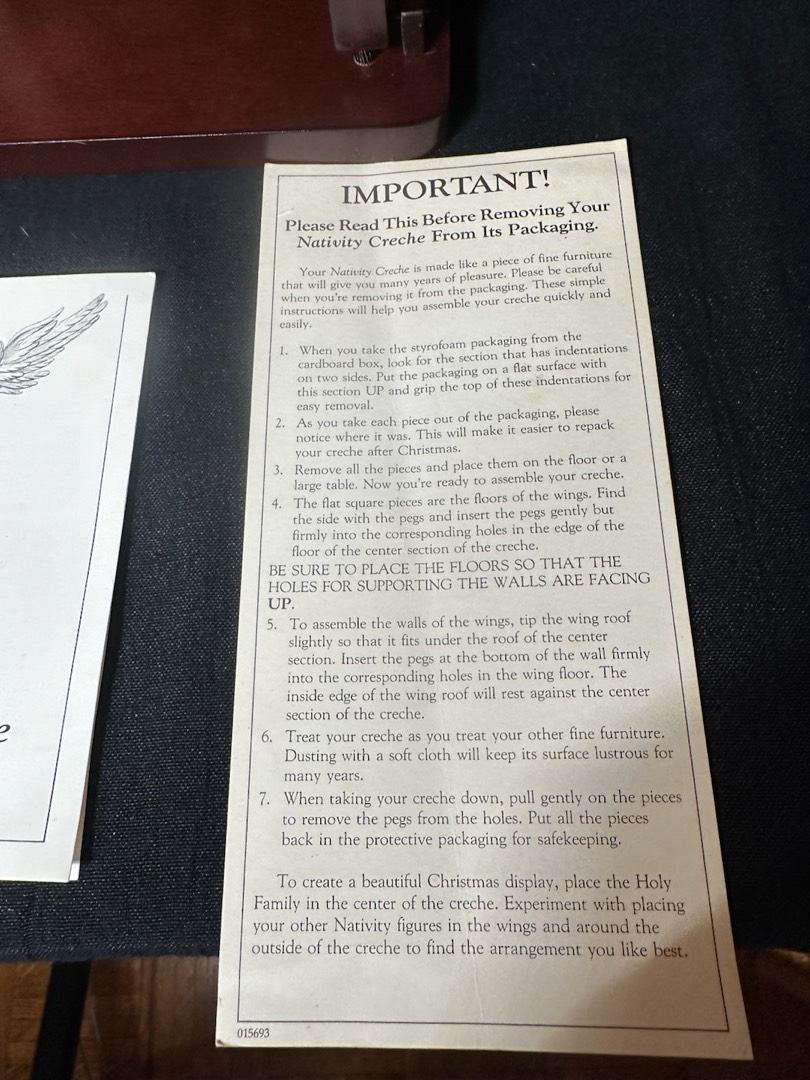 IMPORTANT!
Please Read This Before Removing Your
Nativity Creche From Its Packaging.
Your Nativity Creche is made like a piece of fine furniture
that will give you many years of pleasure. Please be careful
when you're removing it from the packaging. These simple
instructions will help you assemble your creche quickly and
easily.
1. When you take the styrofoam packaging from the
cardboard box, look for the section that has indentations
on two sides. Put the packaging on a flat surface with
this section UP and grip the top of these indentations for
easy removal.
2. As you take each piece out of the packaging, please
notice where it was. This will make it easier to repack
your creche after Christmas.
3. Remove all the pieces and place them on the floor or a
large table. Now you're ready to assemble your creche.
4. The flat square pieces are the floors of the wings. Find
the side with the pegs and insert the pegs gently but
firmly into the corresponding holes in the edge of the
floor of the center section of the creche.
BE SURE TO PLACE THE FLOORS SO THAT THE
HOLES FOR SUPPORTING THE WALLS ARE FACING
UP.
5. To assemble the walls of the wings, tip the wing roof
slightly so that it fits under the roof of the center
section. Insert the pegs at the bottom of the wall firmly
into the corresponding holes in the wing floor. The
inside edge of the wing roof will rest against the center
section of the creche.
6. Treat your creche as you treat your other fine furniture.
Dusting with a soft cloth will keep its surface lustrous for
many years.
7. When taking your creche down, pull gently on the pieces
to remove the pegs from the holes. Put all the pieces
back in the protective packaging for safekeeping.
To create a beautiful Christmas display, place the Holy
Family in the center of the creche. Experiment with placing
your other Nativity figures in the wings and around the
outside of the creche to find the arrangement you like best.
015693
e